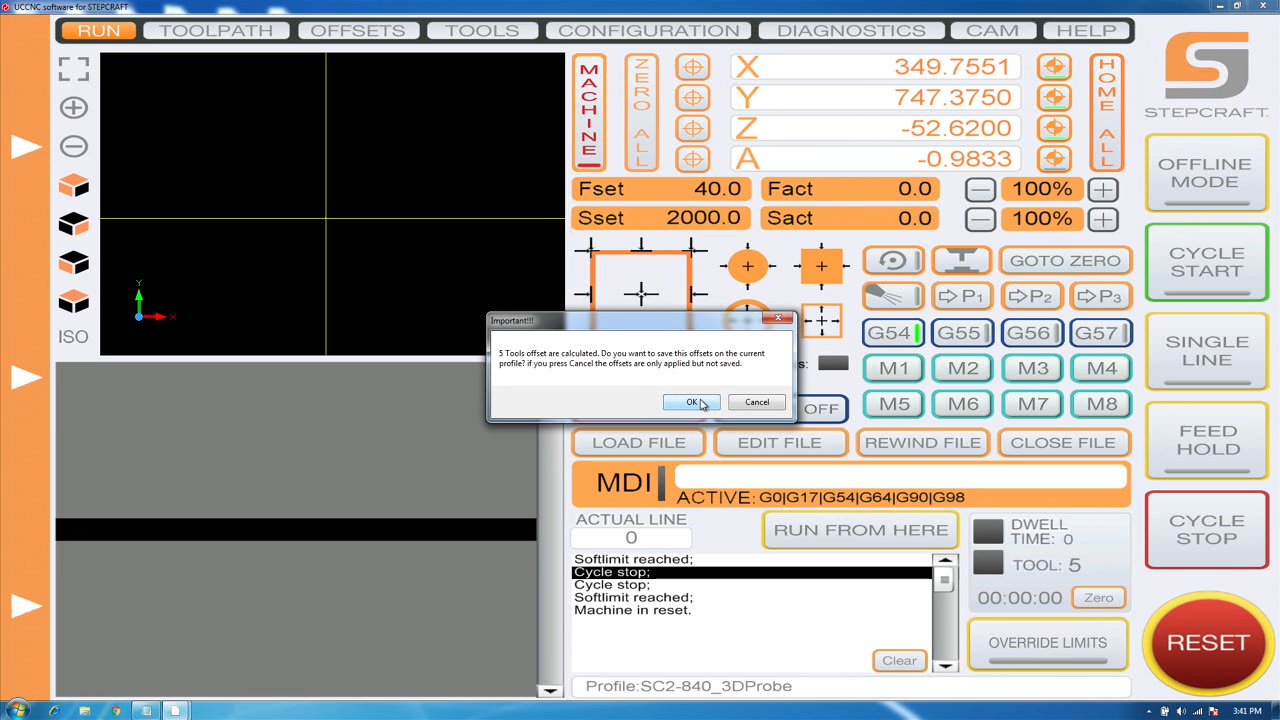 UCCNC software for STEPCRAFT
RUN
TOOLPATH
OFFSETS
TOOLS
CONFIGURATION
DIAGNOSTICS
CAM
HELP
ISO
Y
X
MACHINE
ZERO ALL
X 349.7551
Y 747.3750
Z -52.6200
A -0.9833
HOME ALL
Fset 40.0
Fact 0.0
100%
Sset 2000.0
Sact 0.0
100%
GOTO ZERO
P1
P2
P3
G54
G55
G56
G57
s:
M1
M2
M3
M4
OFF
M5
M6
M7
M8
Important!!!
5 Tools offset are calculated. Do you want to save this offsets on the current
profile? if you press Cancel the offsets are only applied but not saved.
OK
Cancel
LOAD FILE
EDIT FILE
REWIND FILE
CLOSE FILE
MDI
ACTIVE: G0|G17|G54|G64|G90|G98
ACTUAL LINE
0
RUN FROM HERE
DWELL
TIME: 0
TOOL: 5
00:00:00
Zero
Softlimit reached;
Cycle stop;
Cycle stop;
Softlimit reached;
Machine in reset.
Clear
OVERRIDE LIMITS
Profile:SC2-840_3DProbe
STEPCRAFT
OFFLINE
MODE
CYCLE
START
SINGLE
LINE
FEED
HOLD
CYCLE
STOP
RESET
3:41 PM